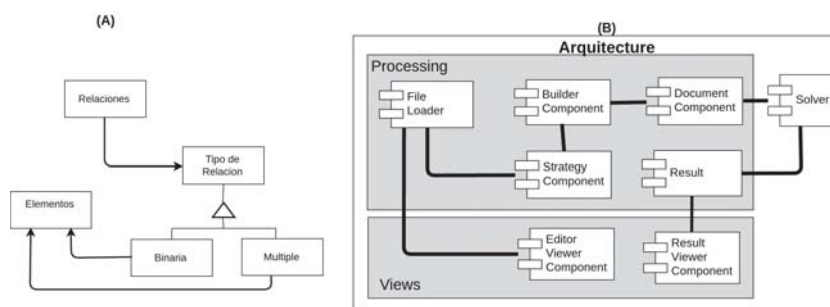 (A)
Relaciones
Tipo de
Relacion
Elementos
Binaria
Multiple
(B)
Arquitecture
Processing
File
Loader
Builder
Component
Document
Component
Solver
Strategy
Component
Result
Editor
Viewer
Component
Result
Viewer
Component
Views